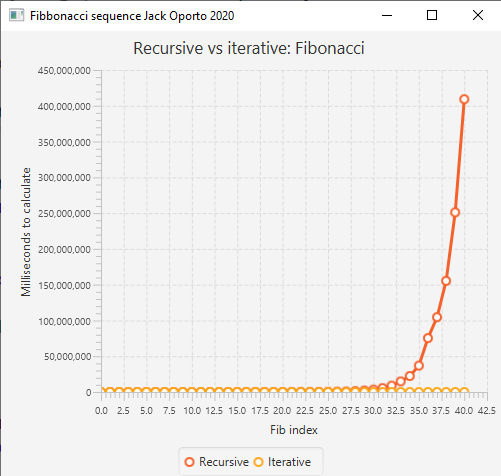 Fibbonacci sequence Jack Oporto 2020
Recursive vs iterative: Fibonacci
450,000,000
400,000,000
350,000,000
300,000,000
250,000,000
200,000,000
150,000,000
100,000,000
50,000,000
0
Milliseconds to calculate
0.0 2.5 5.0 7.5 10.0 12.5 15.0 17.5 20.0 22.5 25.0 27.5 30.0 32.5 35.0 37.5 40.0 42.5
Fib index
Recursive Iterative